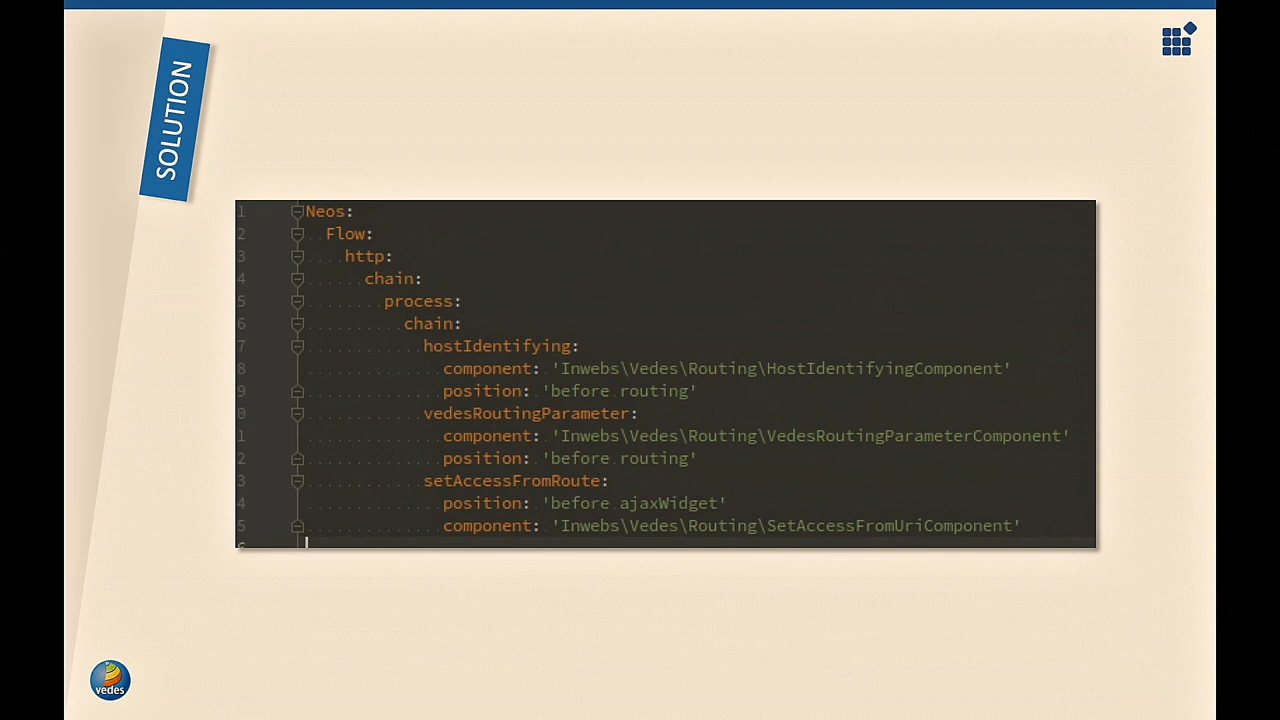 SOLUTION
1 Neos:
2 Flow:
3 http:
4 chain:
5 process:
6 chain:
7 hostIdentifying:
8 component: 'Inwebs\Vedes\Routing\HostIdentifyingComponent'
9 position: 'before routing'
0 vedesRoutingParameter:
1 component: 'Inwebs\Vedes\Routing\VedesRoutingParameterComponent'
2 position: 'before routing'
3 setAccessFromRoute:
4 position: 'before ajaxWidget'
5 component: 'Inwebs\Vedes\Routing\SetAccessFromUriComponent'
vedes